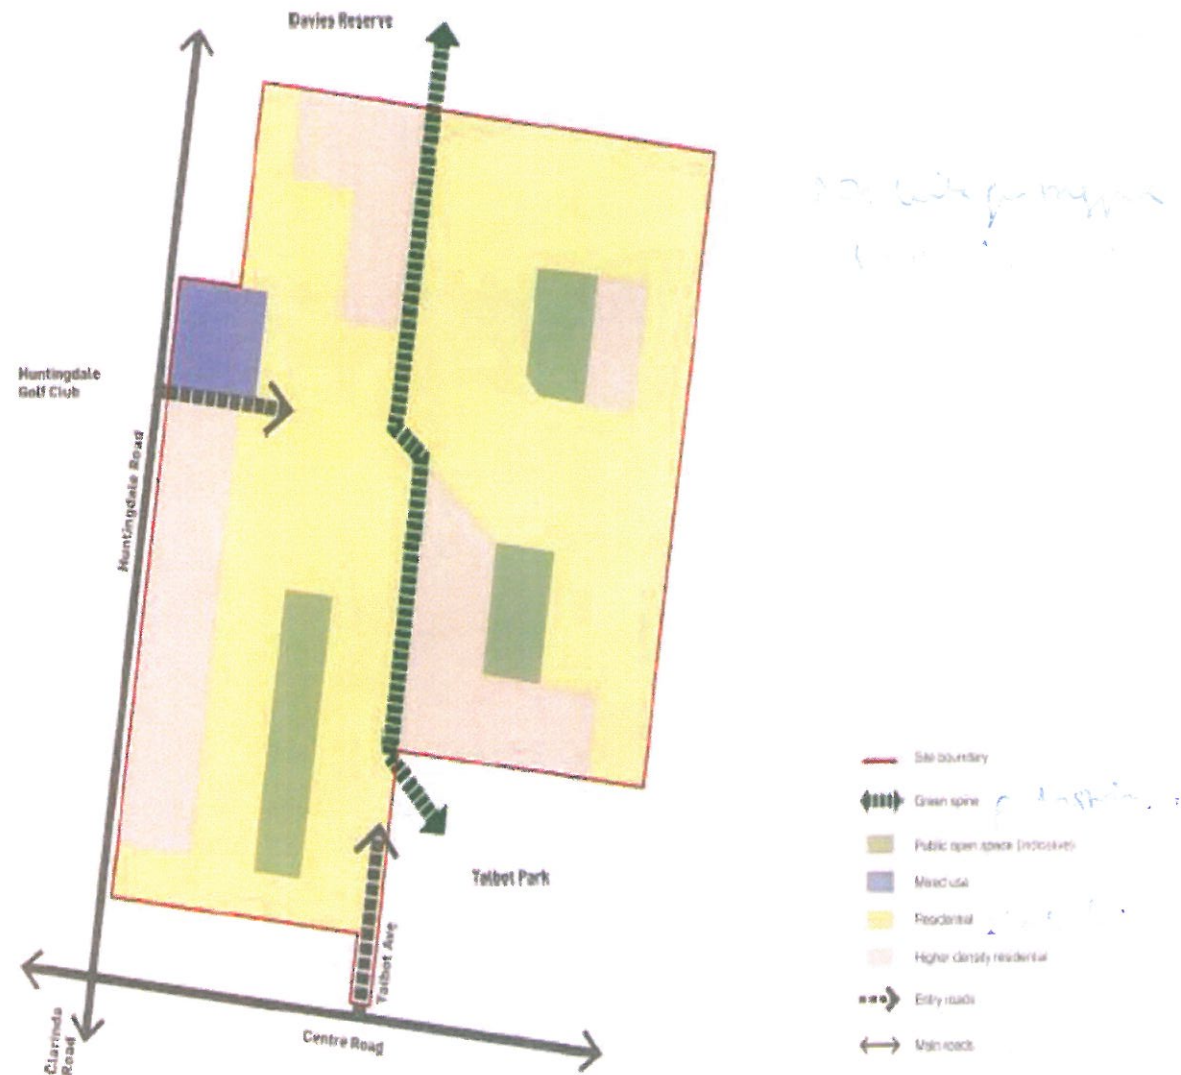 Davies Reserve
Huntingdale
Golf Club
Huntingdale Road
Talbot Park
Talbot Ave
Centre Road
Clarinda
Road
Site boundary
Green spine
Public open space (indicative)
Mixed use
Residential
Higher density residential
Entry roads
Main roads